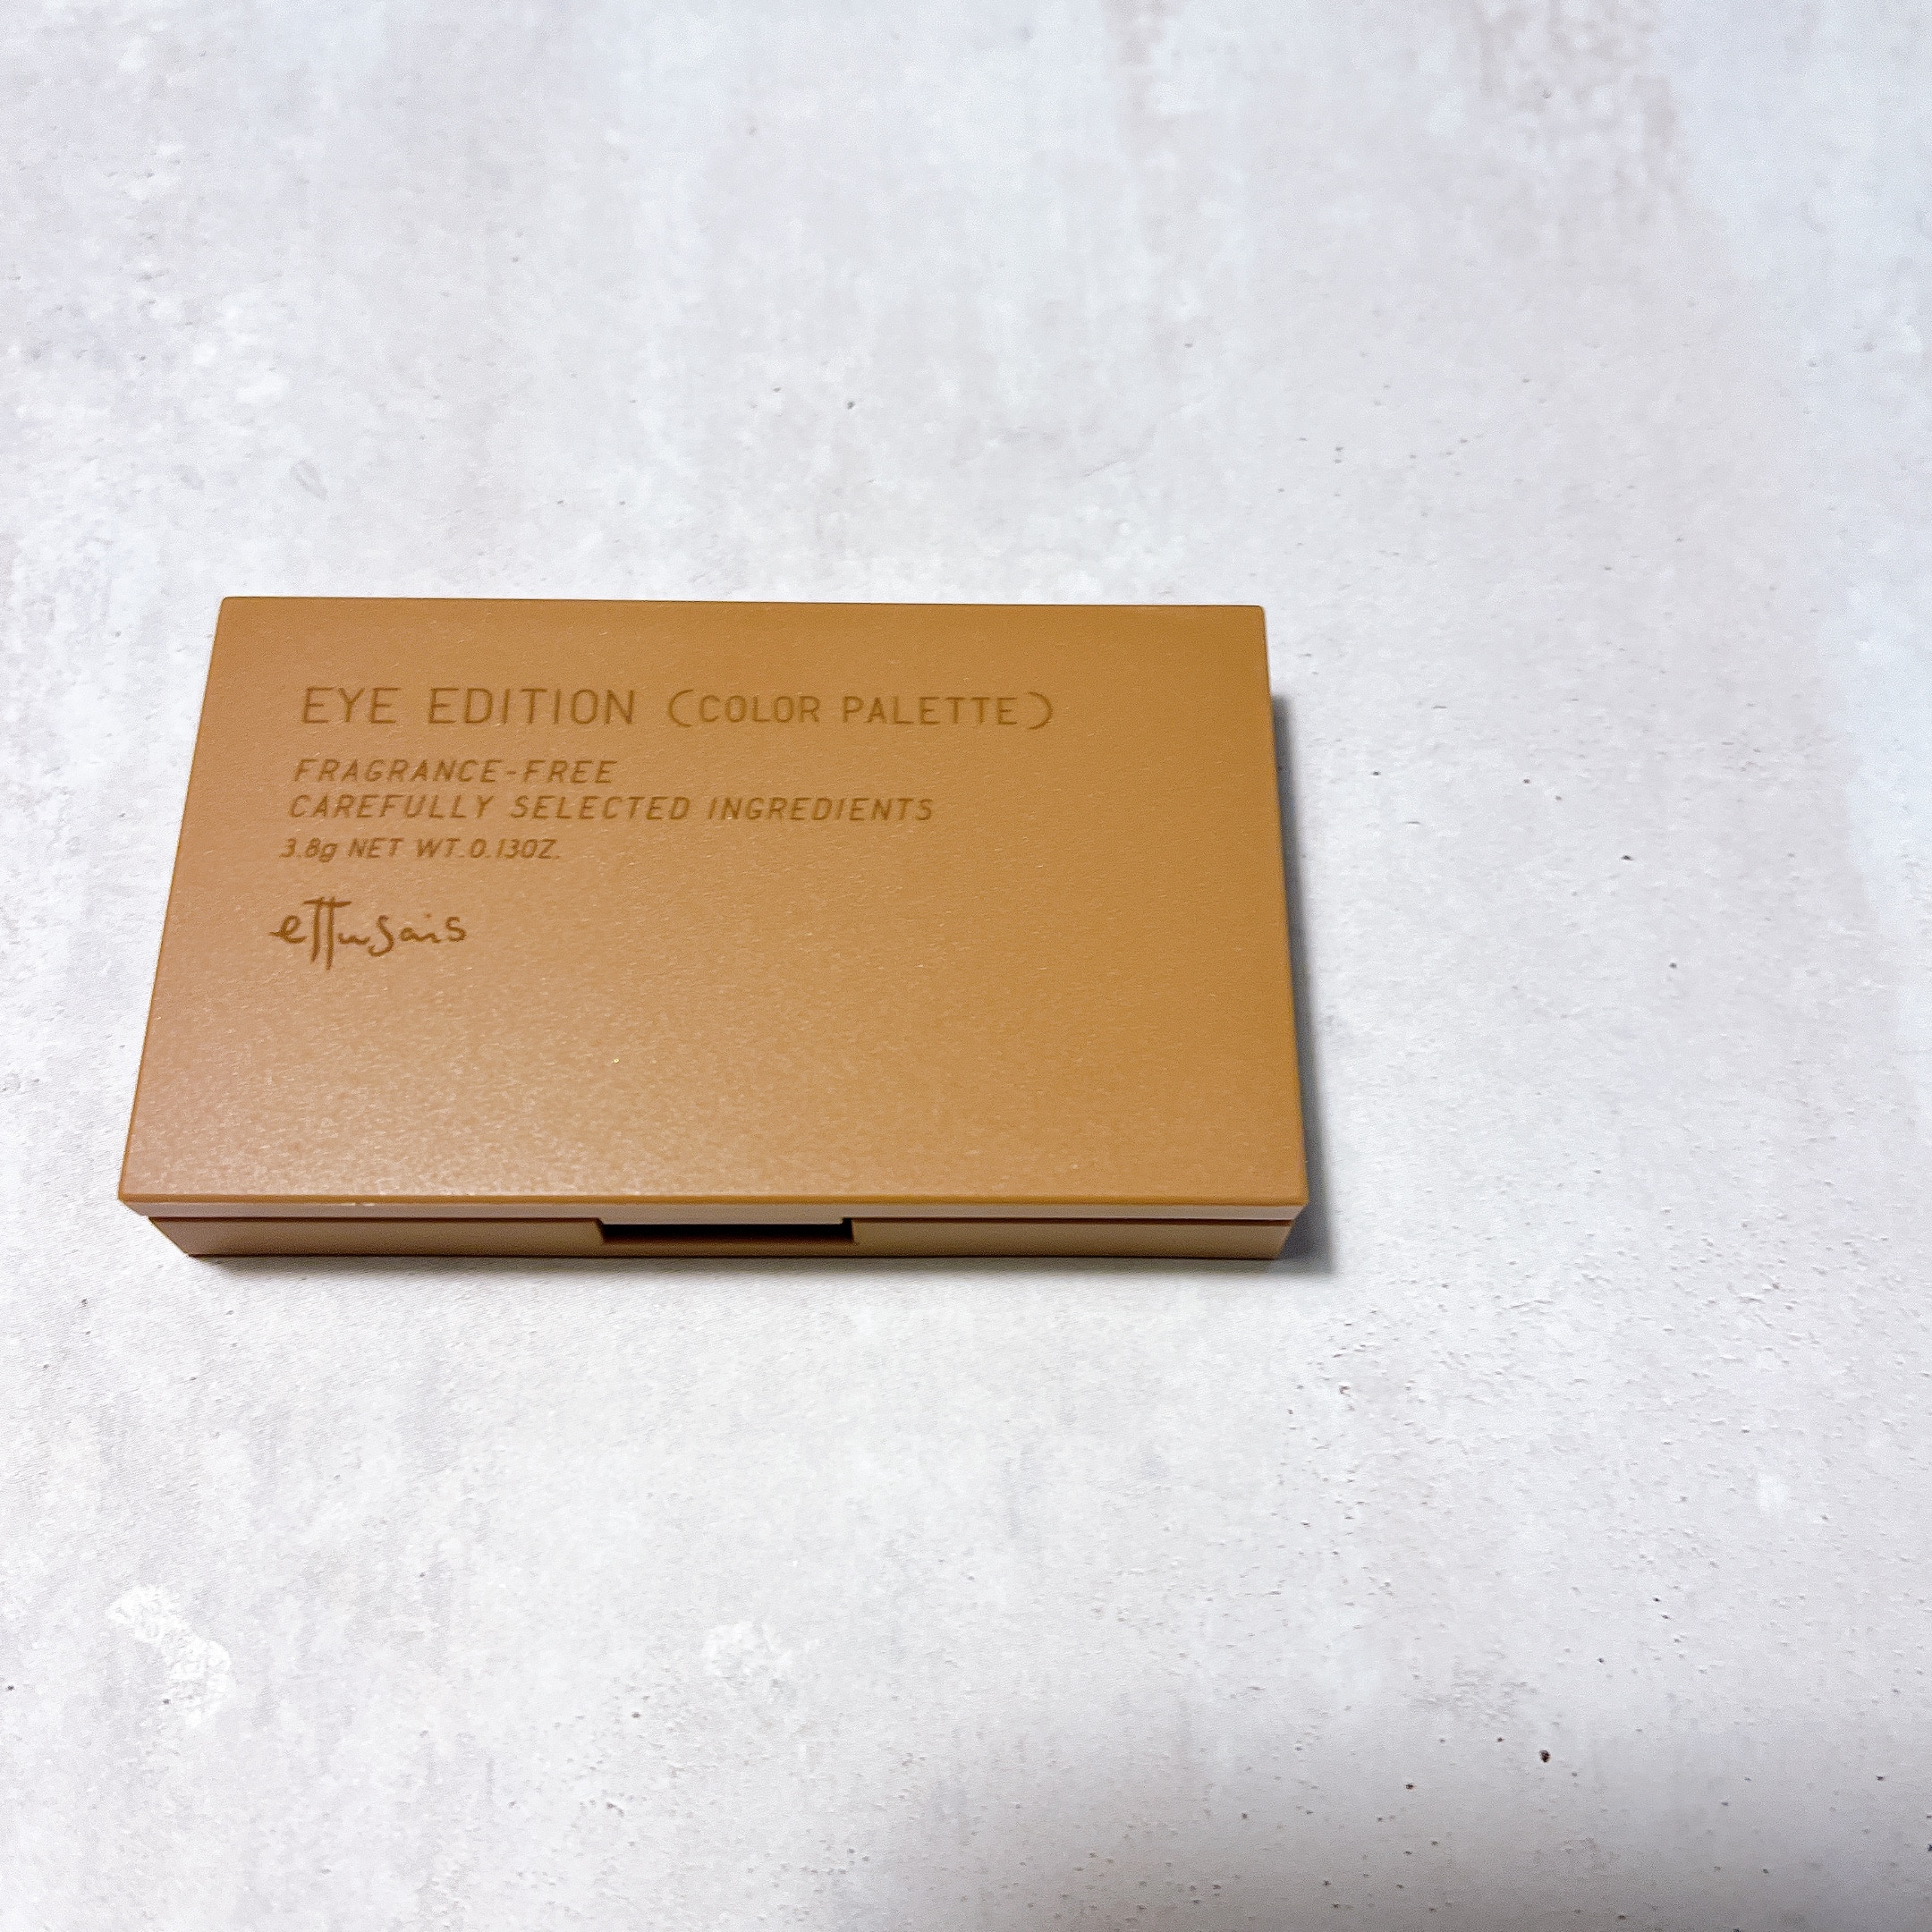 EYE EDITION (COLOR PALETTE)
FRAGRANCE-FREE
CAREFULLY SELECTED INGREDIENTS
3.8g NET WT. 0.13OZ.
ettusais